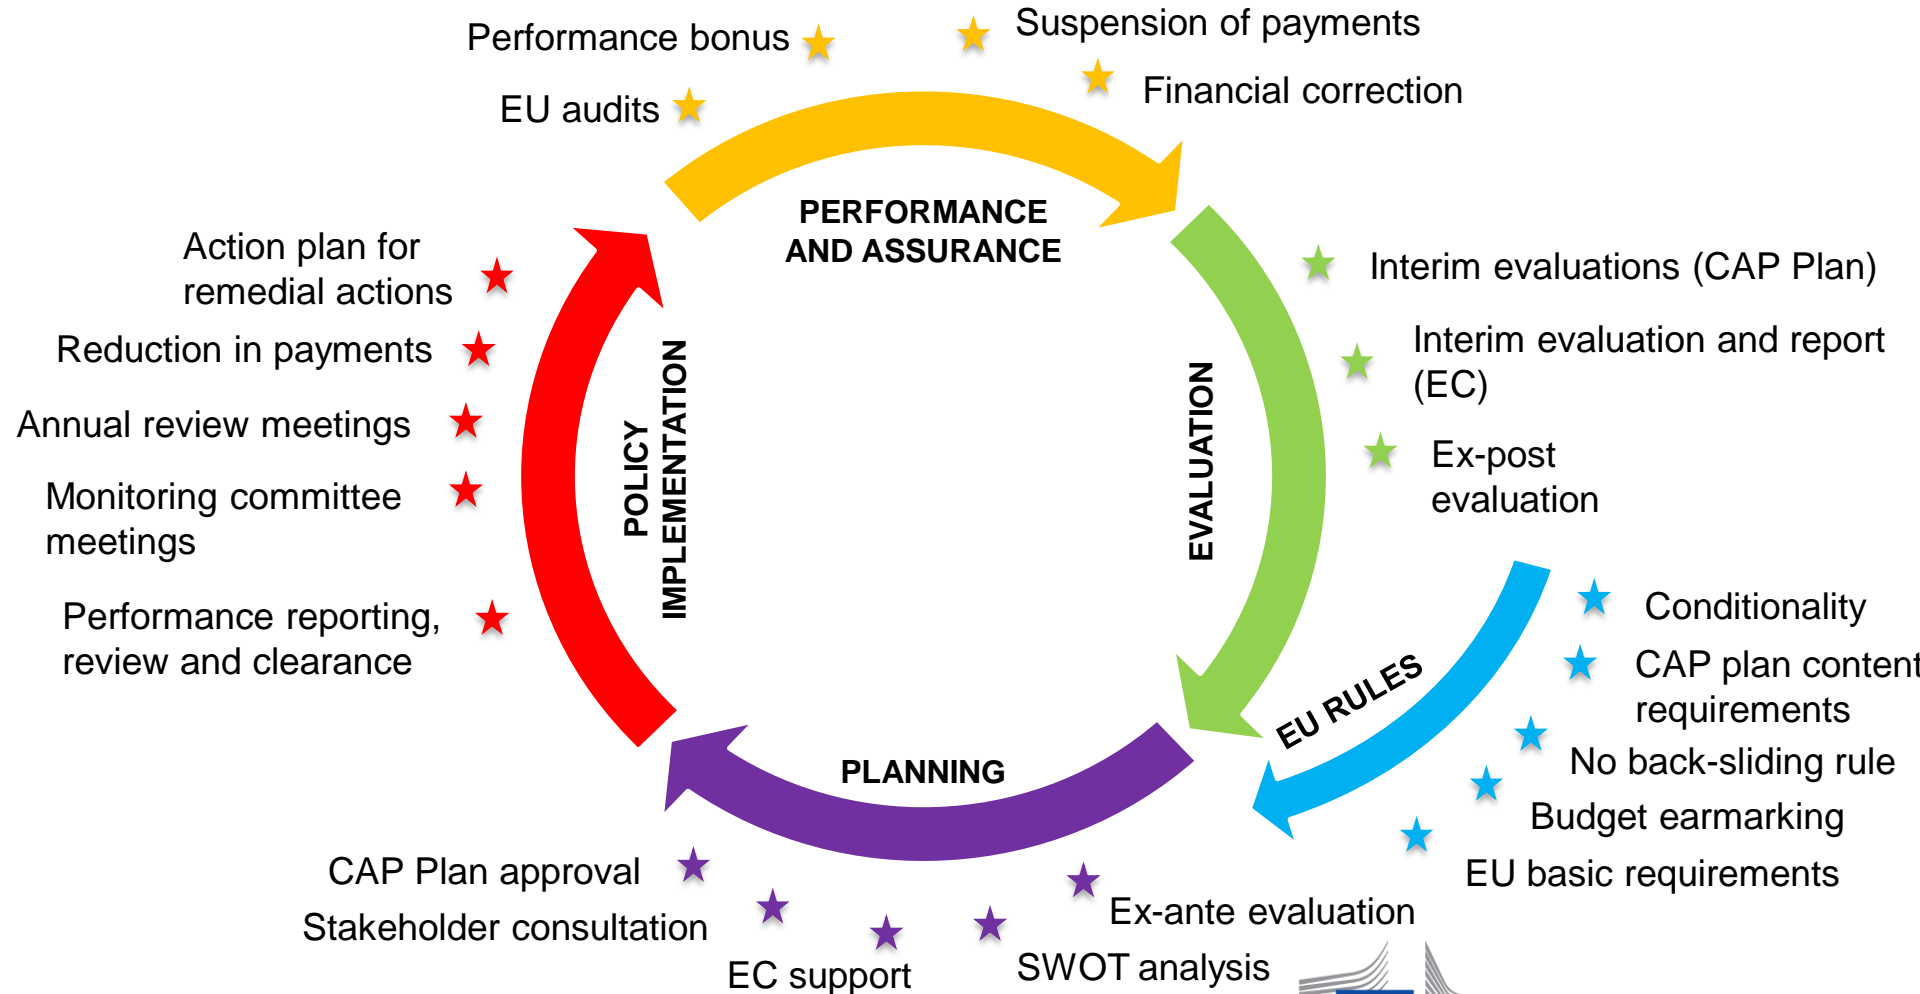 Performance bonus
Suspension of payments
EU audits
Financial correction
PERFORMANCE
AND ASSURANCE
Action plan for
remedial actions
Reduction in payments
Annual review meetings
Monitoring committee
meetings
Performance reporting,
review and clearance
POLICY
IMPLEMENTATION
EVALUATION
Interim evaluations (CAP Plan)
Interim evaluation and report
(EC)
Ex-post
evaluation
EU RULES
Conditionality
CAP plan content
requirements
No back-sliding rule
Budget earmarking
EU basic requirements
PLANNING
CAP Plan approval
Stakeholder consultation
EC support
SWOT analysis
Ex-ante evaluation